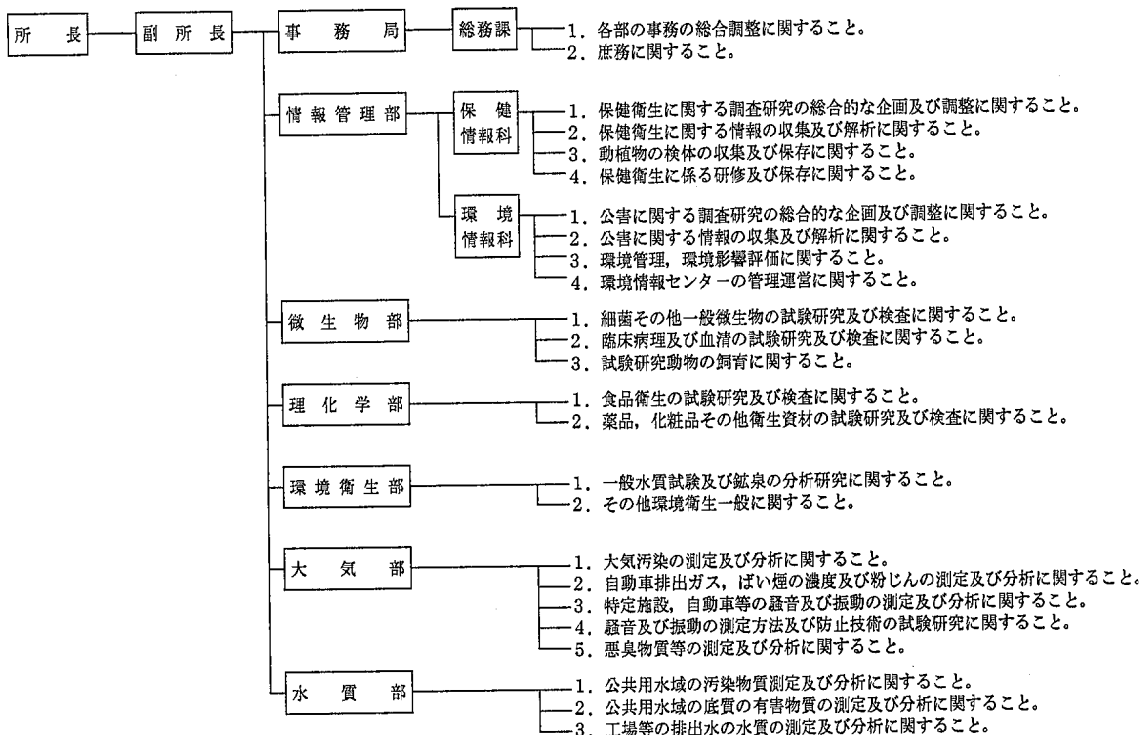 所長
副所長
事務局
総務課
1．各部の事務の総合調整に関すること。
2．庶務に関すること。
情報管理部
保健
情報科
1．保健衛生に関する調査研究の総合的な企画及び調整に関すること。
2．保健衛生に関する情報の収集及び解析に関すること。
3．動植物の検体の収集及び保存に関すること。
4．保健衛生に係る研修及び保存に関すること。
環境
情報科
1．公害に関する調査研究の総合的な企画及び調整に関すること。
2．公害に関する情報の収集及び解析に関すること。
3．環境管理，環境影響評価に関すること。
4．環境情報センターの管理運営に関すること。
微生物部
1．細菌その他一般微生物の試験研究及び検査に関すること。
2．臨床病理及び血清の試験研究及び検査に関すること。
3．試験研究動物の飼育に関すること。
理化学部
1．食品衛生の試験研究及び検査に関すること。
2．薬品，化粧品その他衛生資材の試験研究及び検査に関すること。
環境衛生部
1．一般水質試験及び鉱泉の分析研究に関すること。
2．その他環境衛生一般に関すること。
大気部
1．大気汚染の測定及び分析に関すること。
2．自動車排出ガス，ばい煙の濃度及び粉じんの測定及び分析に関すること。
3．特定施設，自動車等の騒音及び振動の測定及び分析に関すること。
4．騒音及び振動の測定方法及び防止技術の試験研究に関すること。
5．悪臭物質等の測定及び分析に関すること。
水質部
1．公共用水域の汚染物質測定及び分析に関すること。
2．公共用水域の底質の有害物質の測定及び分析に関すること。
3．工場等の排出水の水質の測定及び分析に関すること。